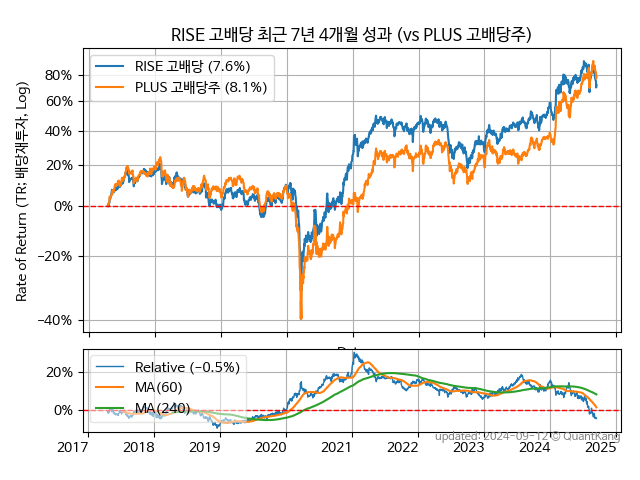 RISE 고배당 최근 7년 4개월 성과 (vs PLUS 고배당주)
Rate of Return (TR: 배당재투자, Log)
80%
60%
40%
20%
0%
−20%
−40%
RISE 고배당 (7.6%)
PLUS 고배당주 (8.1%)
20%
0%
Relative (−0.5%)
MA(60)
MA(240)
2017 2018 2019 2020 2021 2022 2023 2024 2025
updated: 2024-09-12 © QuantKang